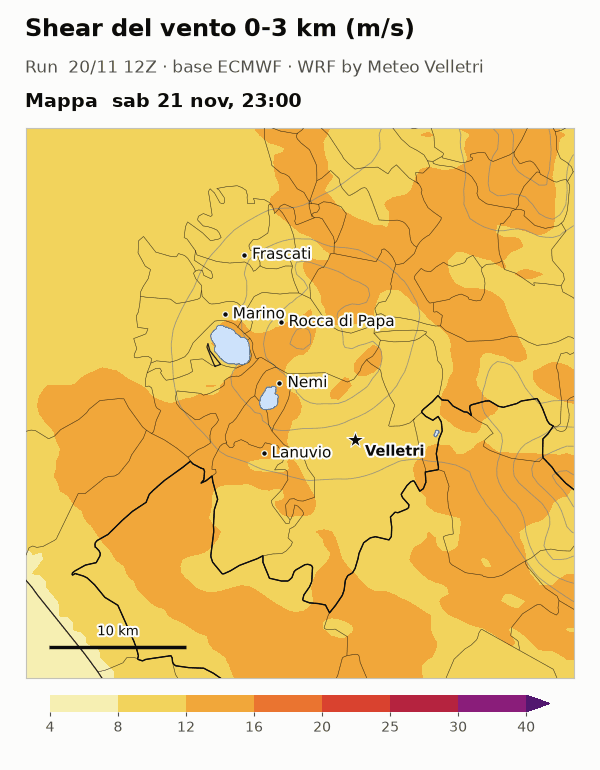 Shear del vento 0-3 km (m/s)
Run  20/11 12Z · base ECMWF · WRF by Meteo Velletri
Mappa  sab 21 nov, 23:00
Frascati
Marino
Rocca di Papa
Nemi
Velletri
Lanuvio
10 km
4 8 12 16 20 25 30 40